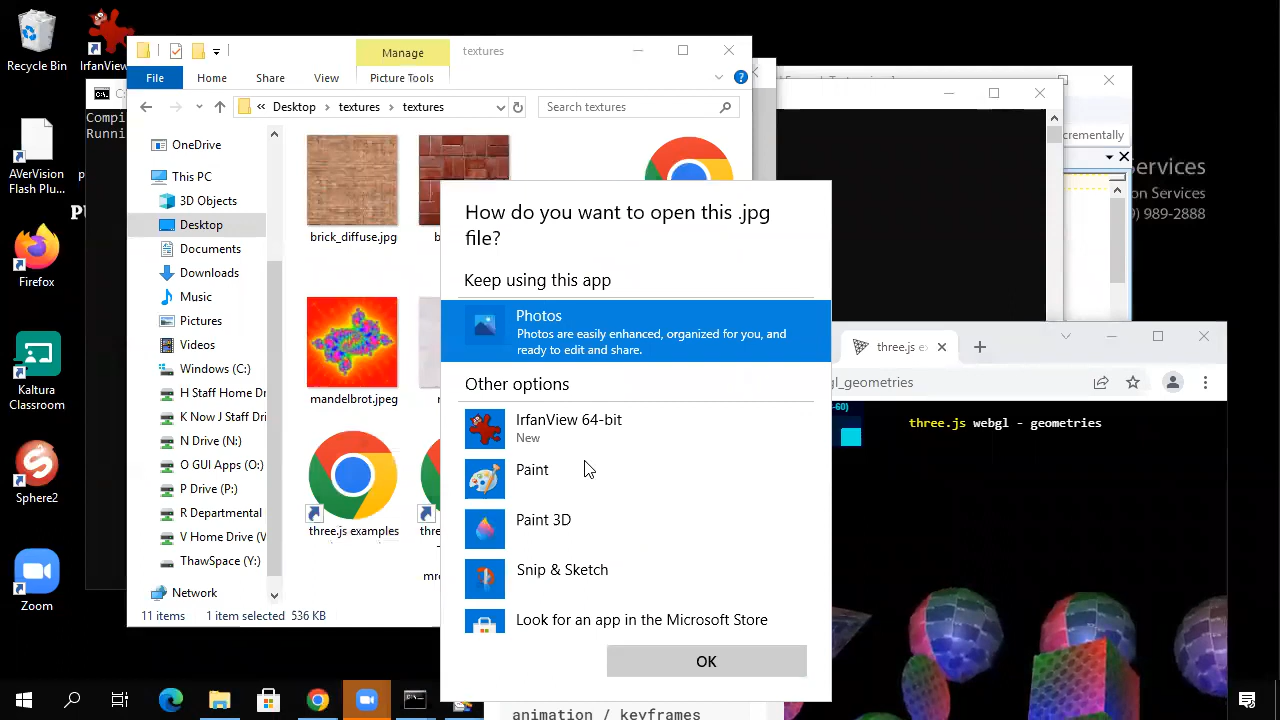 Recycle Bin
IrfanView
AVerVision
Flash Plu...
Firefox
Kaltura
Classroom
Sphere2
Zoom
Manage
textures
File
Home
Share
View
Picture Tools
Desktop
textures
textures
Search textures
OneDrive
This PC
3D Objects
Desktop
Documents
Downloads
Music
Pictures
Videos
Windows (C:)
H Staff Home Dr
K Now J Staff Dri
N Drive (N:)
O GUI Apps (O:)
P Drive (P:)
R Departmental
V Home Drive (V
ThawSpace (Y:)
Network
brick_diffuse.jpg
mandelbrot.jpeg
three.js examples
11 items
1 item selected
536 KB
How do you want to open this .jpg
file?
Keep using this app
Photos
Photos are easily enhanced, organized for you, and
ready to edit and share.
Other options
IrfanView 64-bit
New
Paint
Paint 3D
Snip & Sketch
Look for an app in the Microsoft Store
OK
Compi
Runni
crementally
ervices
on Services
) 989-2888
three.js e
gl_geometries
-60)
three.js webgl - geometries
animation / keyframes